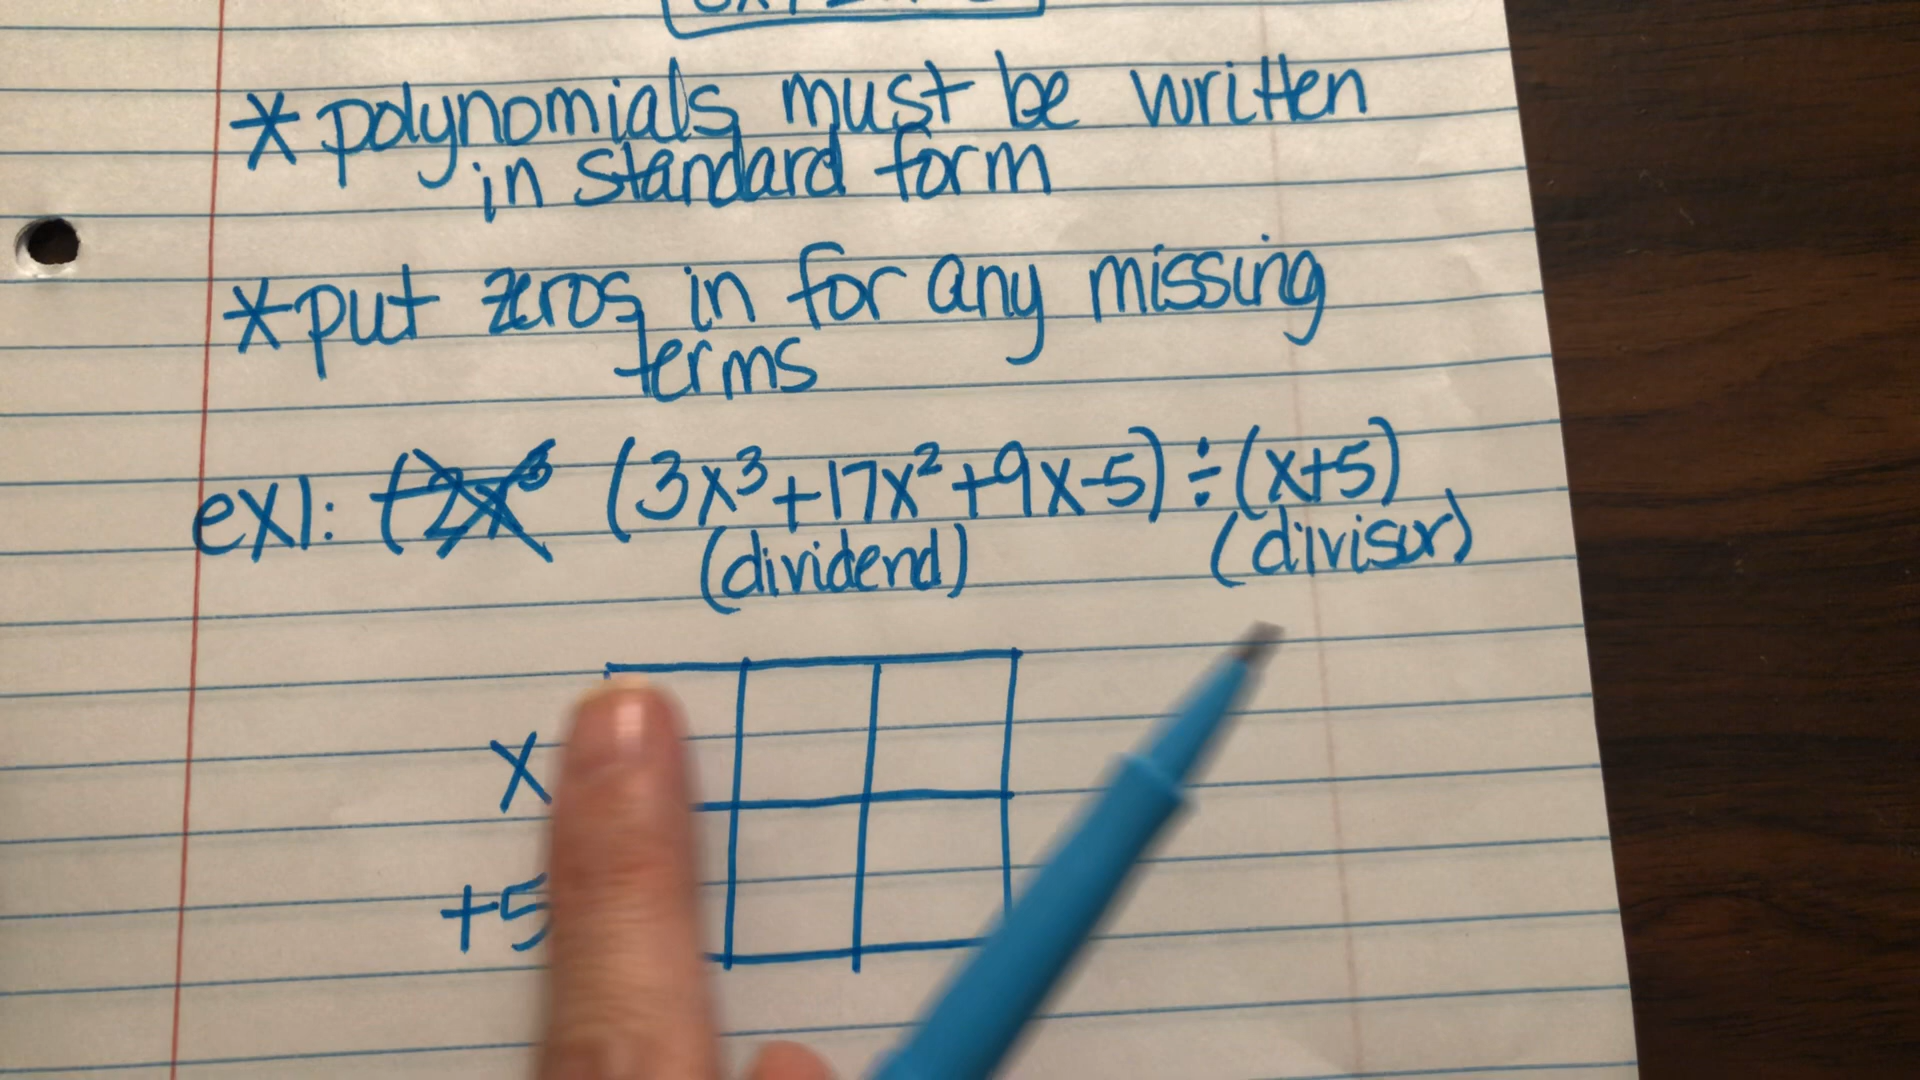 * polynomials must be written
in standard form
* put zeros in for any missing
terms
ex1: (3x³+17x²+9x-5)÷(x+5)
(dividend) (divisor)
x
+5